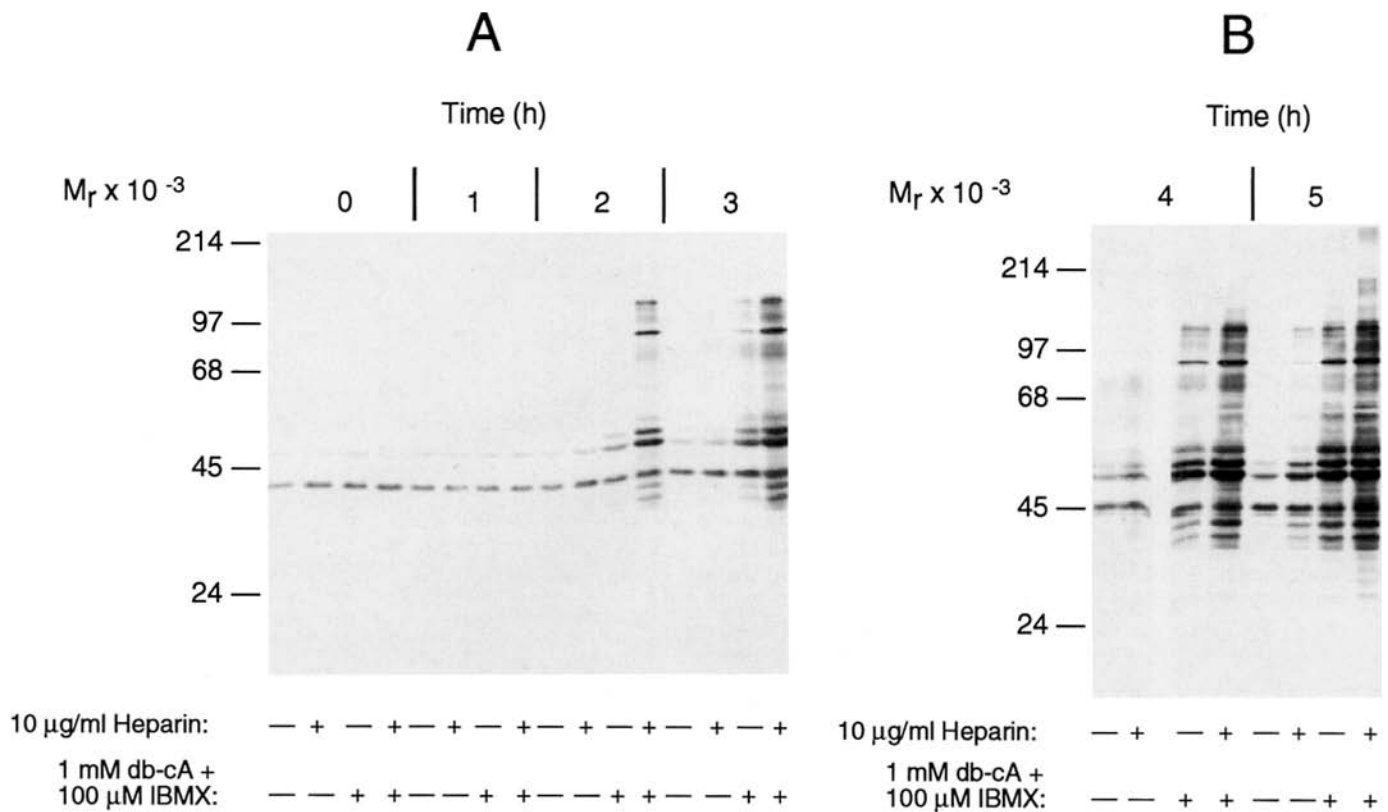 A
Time (h)
Mr x 10 -3
0 1 2 3
214
97
68
45
24
10 µg/ml Heparin: — + — + — + — + — + — + — + — +
1 mM db-cA +
100 µM IBMX: — — + + — — + + — — + + — — + +
B
Time (h)
Mr x 10 -3
4 5
214
97
68
45
24
10 µg/ml Heparin: — + — + — + — +
1 mM db-cA +
100 µM IBMX: — — + + — — + +